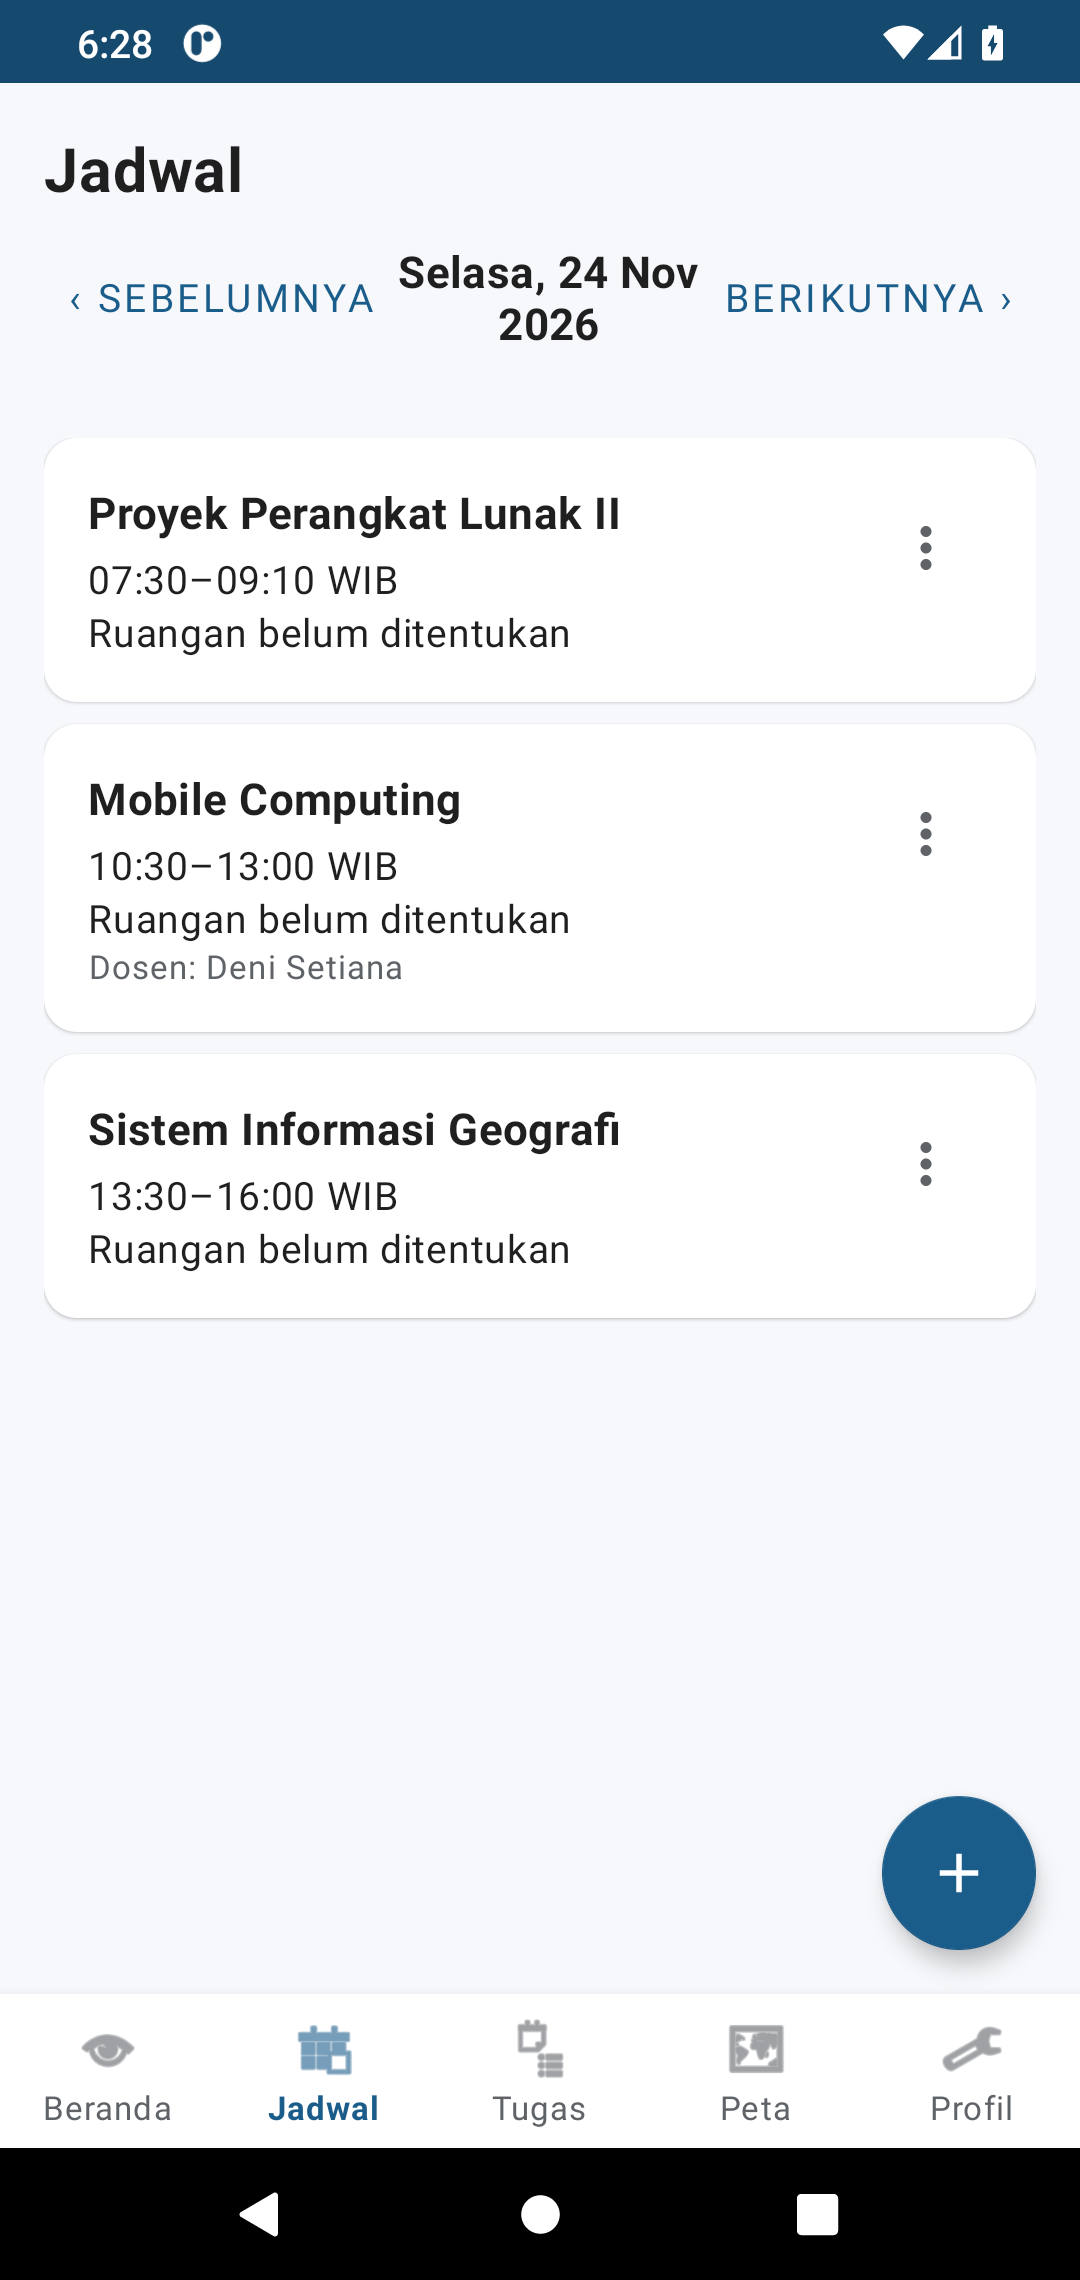 6:28
Jadwal
‹ SEBELUMNYA
Selasa, 24 Nov
2026
BERIKUTNYA ›
Proyek Perangkat Lunak II
07:30–09:10 WIB
Ruangan belum ditentukan
Mobile Computing
10:30–13:00 WIB
Ruangan belum ditentukan
Dosen: Deni Setiana
Sistem Informasi Geografi
13:30–16:00 WIB
Ruangan belum ditentukan
Beranda
Jadwal
Tugas
Peta
Profil